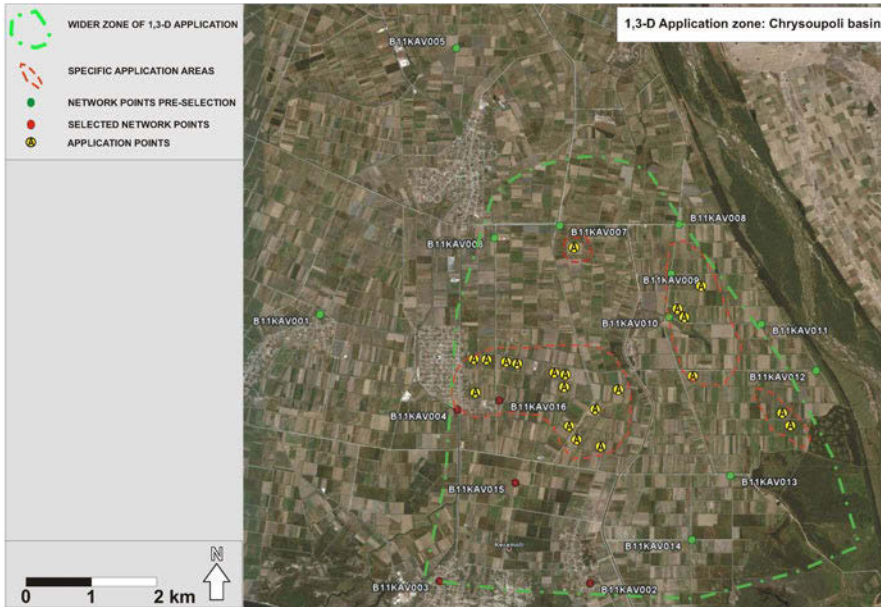 WIDER ZONE OF 1,3-D APPLICATION
SPECIFIC APPLICATION AREAS
NETWORK POINTS PRE-SELECTION
SELECTED NETWORK POINTS
A APPLICATION POINTS
1,3-D Application zone: Chrysoupoli basin
B11KAV005
B11KAV008
B11KAV007
B11KAV009
B11KAV001
B11KAV010
B11KAV011
B11KAV012
B11KAV016
B11KAV004
B11KAV013
B11KAV015
B11KAV014
B11KAV003
B11KAV002
N
0 1 2 km